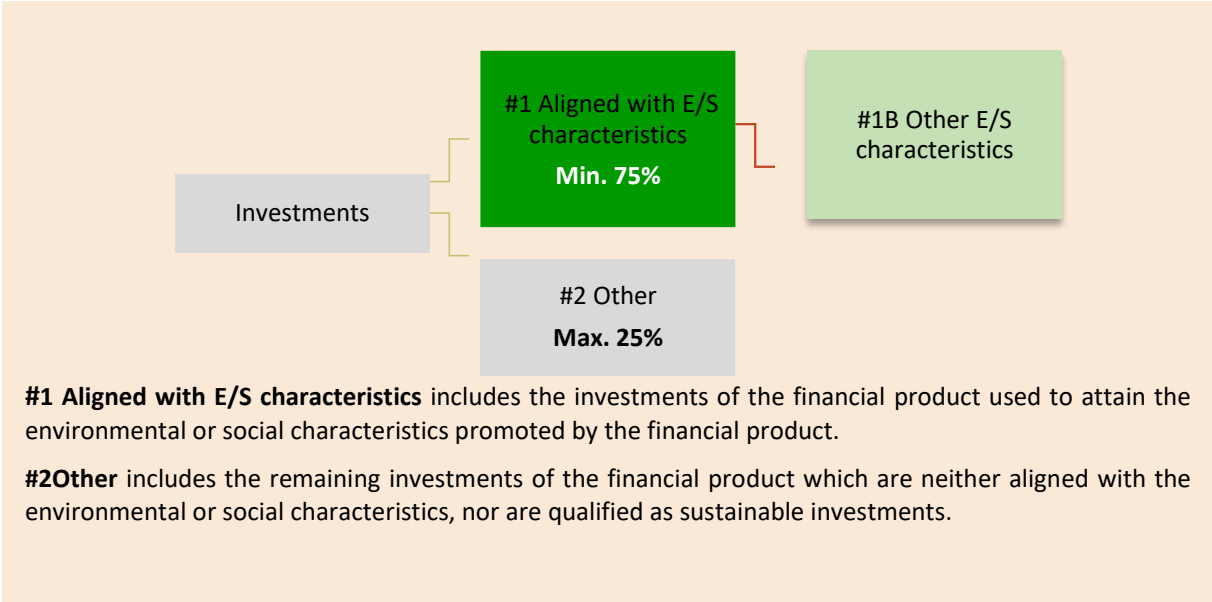 #1 Aligned with E/S
characteristics
Min. 75%
#1B Other E/S
characteristics
Investments
#2 Other
Max. 25%
#1 Aligned with E/S characteristics includes the investments of the financial product used to attain the
environmental or social characteristics promoted by the financial product.
#2Other includes the remaining investments of the financial product which are neither aligned with the
environmental or social characteristics, nor are qualified as sustainable investments.